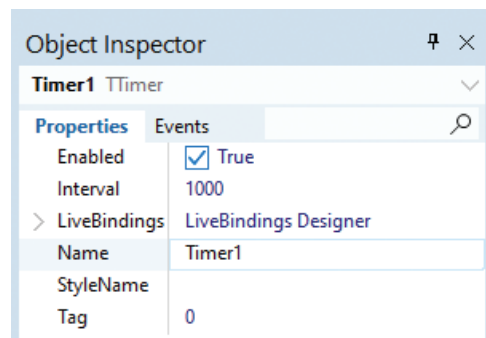 Object Inspector
Timer1 TTimer
Properties Events
Enabled True
Interval 1000
LiveBindings LiveBindings Designer
Name Timer1
StyleName
Tag 0